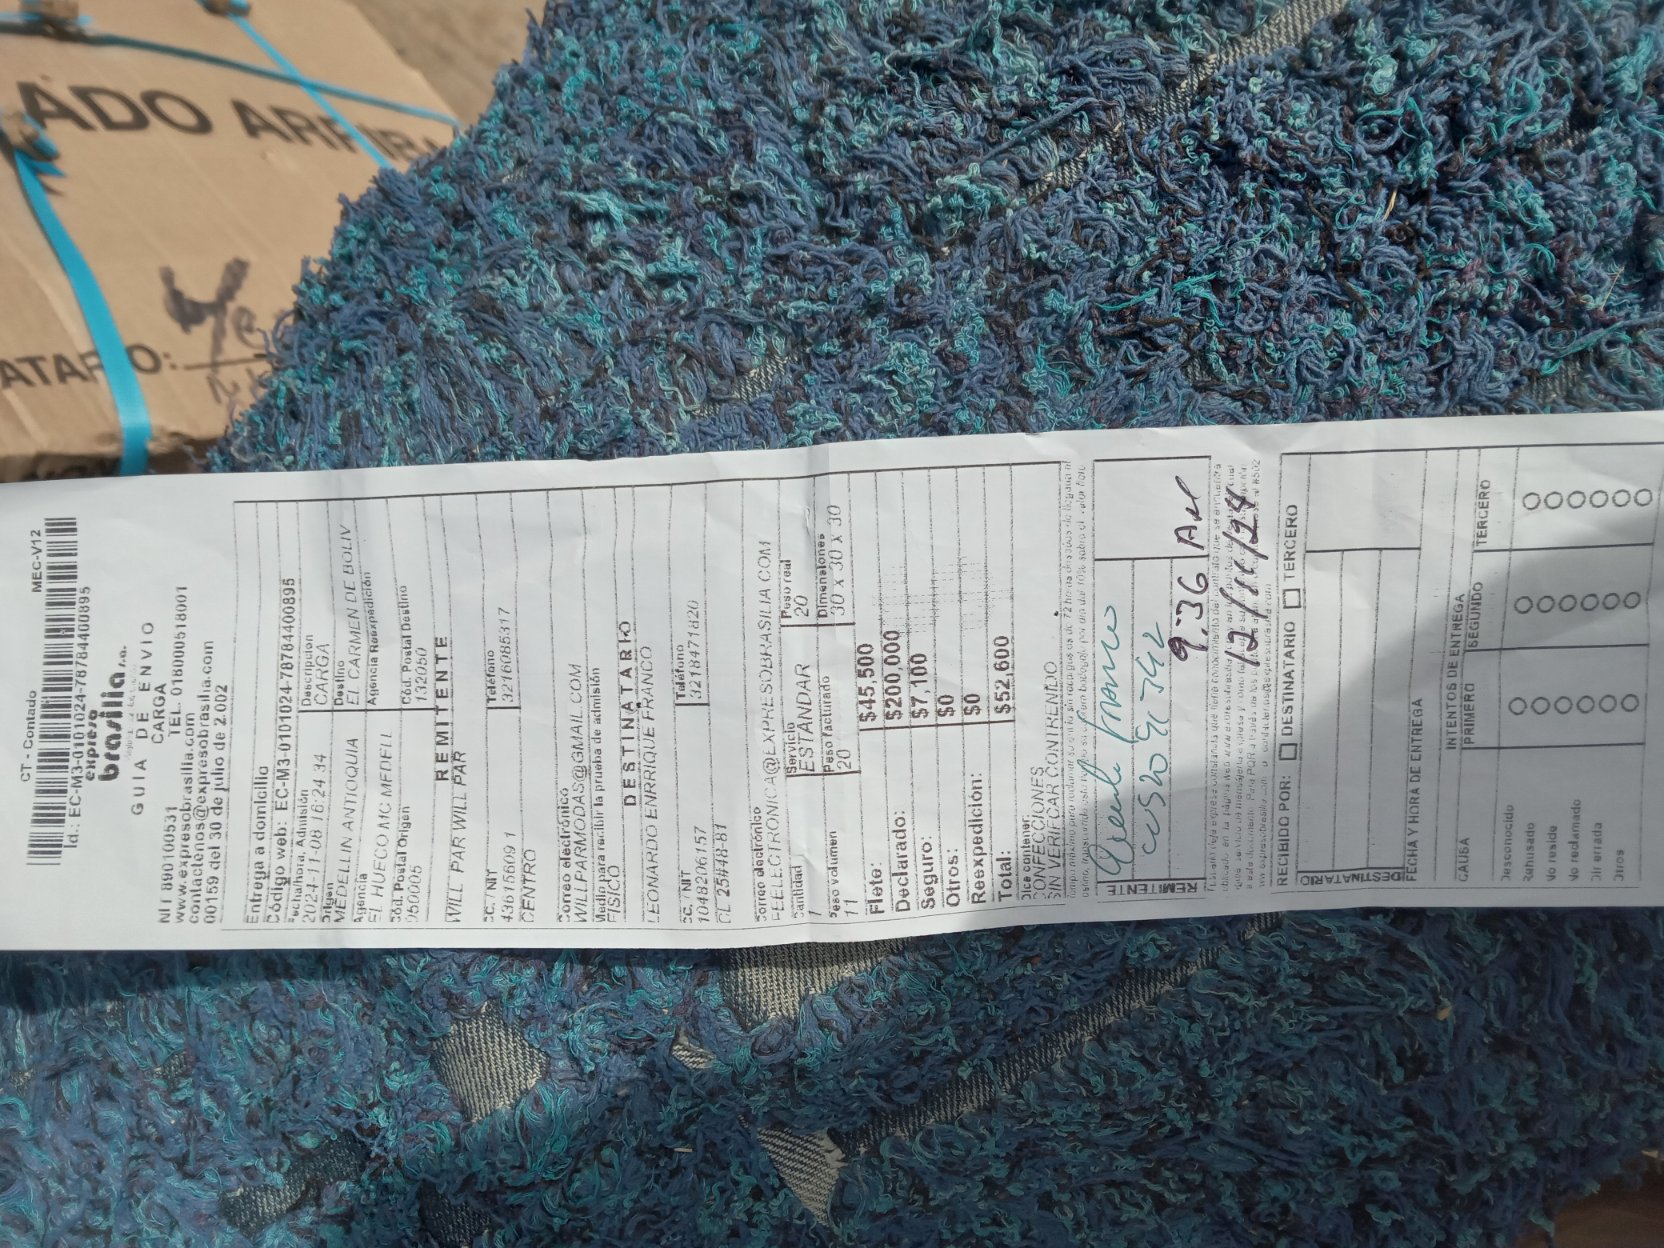 ADO ARRIBA
ATARIO:
CT - Contado
MEC-V12
Id.: EC-M3-0101024-78784400895
expreso
brasilia s.a.
GUIA DE ENVIO
CARGA
NIT 890100531 TEL. 018000518001
www.expresobrasilia.com
contactenos@expresobrasilia.com
00159 del 30 de julio de 2.002
Entrega a domicilio
Código web: EC-M3-0101024-7878440895
Fecha/hora, Admisión
Descripcion
2024-11-08 16:24:34
CARGA
Origen
Destino
MEDELLIN ANTIOQUIA
EL CARMEN DE BOLIV
Agencia
Agencia Reexpedición
EL HUECO MC MEDELL
Cód. Postal Origen
Cód. Postal Destino
050005
132050
REMITENTE
WILL PAR WILL PAR
CC. / NIT
Teléfono
43615609 1
3216085317
CENTRO
Correo electrónico
WILLPARMODAS@GMAIL.COM
Medio para recibir la prueba de admisión
FISICO
DESTINATARIO
LEONARDO ENRRIQUE FRANCO
CC. / NIT
Teléfono
1048206157
3218471820
CL 25#48-81
Correo electrónico
FEELECTRONICA@EXPRESOBRASILIA.COM
Cantidad
Servicio
Peso real
1
ESTANDAR
20
Peso volumen
Peso facturado
Dimensiones
11
20
30 x 30 x 30
Flete: $45,500
Declarado: $200,000
Seguro: $7,100
Otros: $0
Reexpedición: $0
Total: $52,600
Dice contener:
CONFECCIONES
SIN VERIFICAR CONTRENIDO
REMITENTE
FRANCO
9:36 AM
12/11/24
RECIBIDO POR: DESTINATARIO TERCERO
DESTINATARIO
FECHA Y HORA DE ENTREGA
INTENTOS DE ENTREGA
CAUSA PRIMERO SEGUNDO TERCERO
Desconocido
Rehusado
No reside
No reclamado
Dir errada
Otros